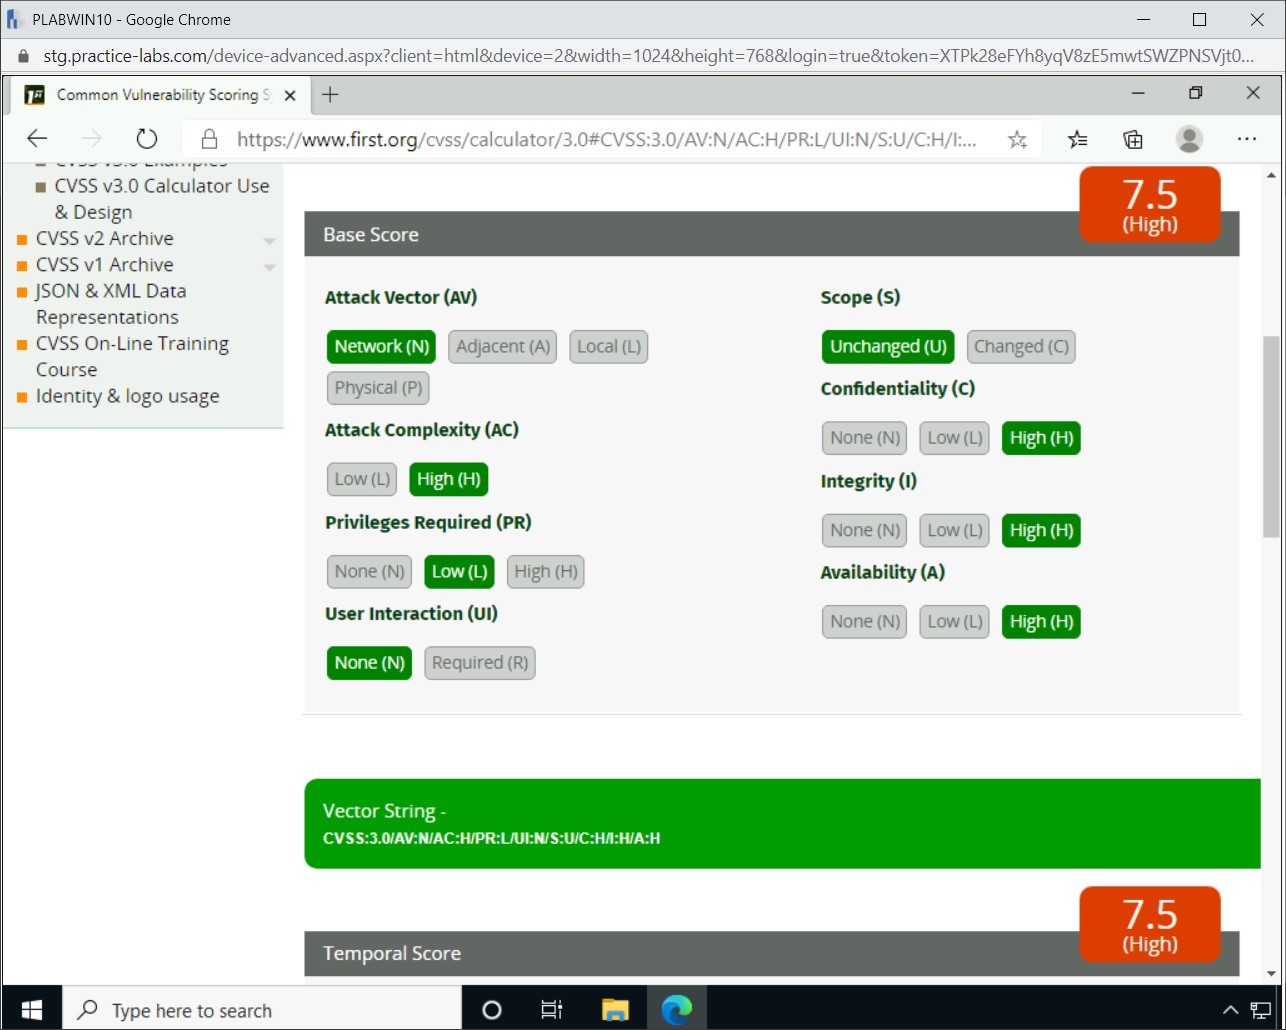 PLABWIN10 - Google Chrome
stg.practice-labs.com/device-advanced.aspx?client=html&device=2&width=1024&height=768&login=true&token=XTPk28eFYh8yqV8zE5mwtSWZPNSVjt0...
Common Vulnerability Scoring S
https://www.first.org/cvss/calculator/3.0#CVSS:3.0/AV:N/AC:H/PR:L/UI:N/S:U/C:H/I:...
CVSS v3.0 Examples
CVSS v3.0 Calculator Use
& Design
CVSS v2 Archive
CVSS v1 Archive
JSON & XML Data
Representations
CVSS On-Line Training
Course
Identity & logo usage
7.5
(High)
Base Score
Attack Vector (AV)
Network (N) Adjacent (A) Local (L)
Physical (P)
Attack Complexity (AC)
Low (L) High (H)
Privileges Required (PR)
None (N) Low (L) High (H)
User Interaction (UI)
None (N) Required (R)
Scope (S)
Unchanged (U) Changed (C)
Confidentiality (C)
None (N) Low (L) High (H)
Integrity (I)
None (N) Low (L) High (H)
Availability (A)
None (N) Low (L) High (H)
Vector String -
CVSS:3.0/AV:N/AC:H/PR:L/UI:N/S:U/C:H/I:H/A:H
7.5
(High)
Temporal Score
Type here to search